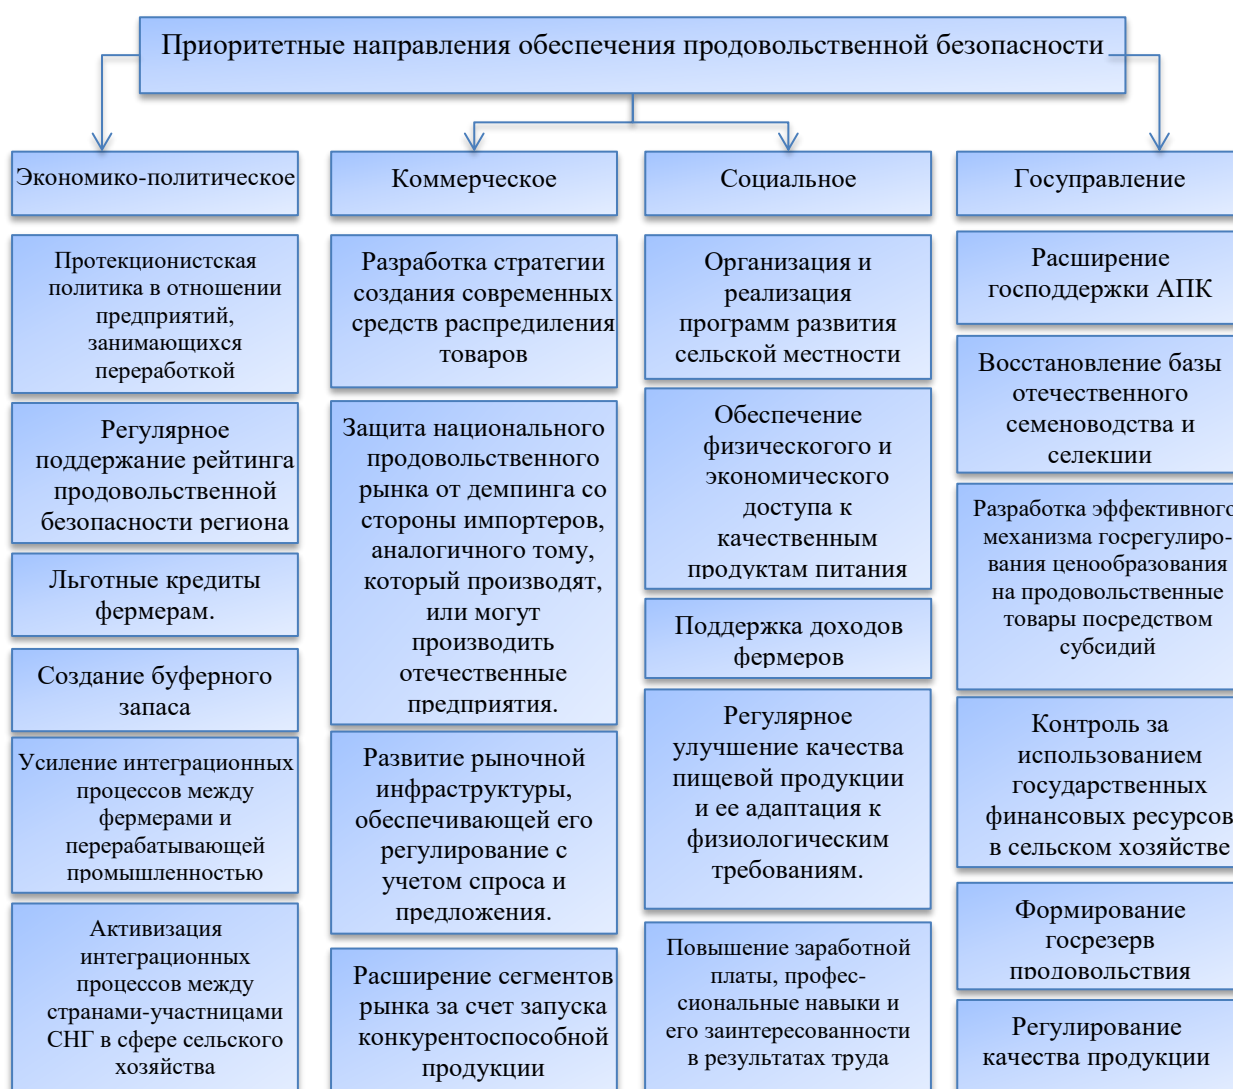 Приоритетные направления обеспечения продовольственной безопасности
Экономико-политическое
Протекционистская
политика в отношении
предприятий,
занимающихся
переработкой
Регулярное
поддержание рейтинга
продовольственной
безопасности региона
Льготные кредиты
фермерам.
Создание буферного
запаса
Усиление интеграционных
процессов между
фермерами и
перерабатывающей
промышленностью
Активизация
интеграционных
процессов между
странами-участницами
СНГ в сфере сельского
хозяйства
Коммерческое
Разработка стратегии
создания современных
средств распредиления
товаров
Защита национального
продовольственного
рынка от демпинга со
стороны импортеров,
аналогичного тому,
который производят,
или могут
производить
отечественные
предприятия.
Развитие рыночной
инфраструктуры,
обеспечивающей его
регулирование с
учетом спроса и
предложения.
Расширение сегментов
рынка за счет запуска
конкурентоспособной
продукции
Социальное
Организация и
реализация
программ развития
сельской местности
Обеспечение
физического и
экономического
доступа к
качественным
продуктам питания
Поддержка доходов
фермеров
Регулярное
улучшение качества
пищевой продукции
и ее адаптация к
физиологическим
требованиям.
Повышение заработной
платы, профес-
сиональные навыки и
его заинтересованности
в результатах труда
Госуправление
Расширение
господдержки АПК
Восстановление базы
отечественного
семеноводства и
селекции
Разработка эффективного
механизма госрегулиро-
вания ценообразования
на продовольственные
товары посредством
субсидий
Контроль за
использованием
государственных
финансовых ресурсов
в сельском хозяйстве
Формирование
госрезерв
продовольствия
Регулирование
качества продукции